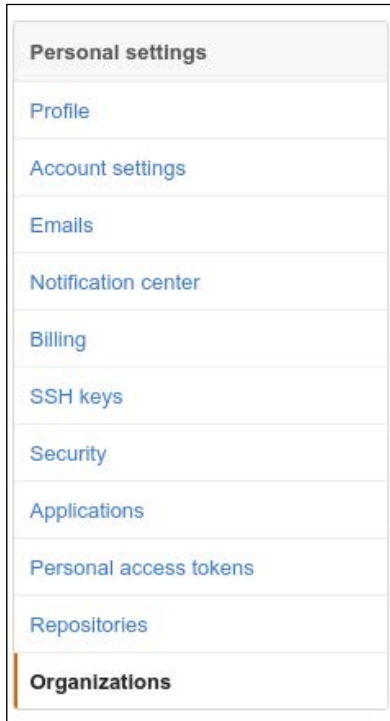 Personal settings
Profile
Account settings
Emails
Notification center
Billing
SSH keys
Security
Applications
Personal access tokens
Repositories
Organizations